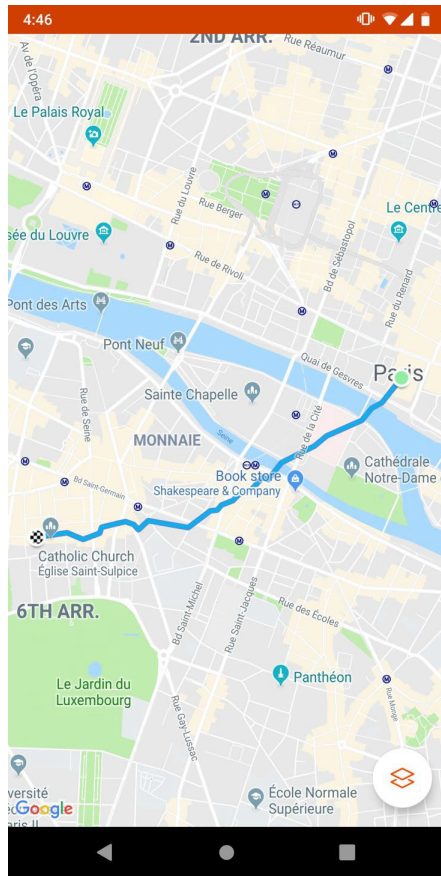 4:46
2ND ARR.
Rue Réaumur
Av de l'Opéra
Le Palais Royal
Rue du Louvre
Rue Berger
Le Centre
sée du Louvre
Rue de Rivoli
Bd de Sébastopol
Rue du Renard
Pont des Arts
Pont Neuf
Quai de Gesvres
Paris
Sainte Chapelle
Rue de Seine
MONNAIE
Seine
Rue de la Cité
Cathédrale
Notre-Dame
Book store
Shakespeare & Company
Bd Saint-Germain
Catholic Church
Église Saint-Sulpice
6TH ARR.
Bd Saint-Michel
Rue Saint-Jacques
Rue des Écoles
Panthéon
Le Jardin du
Luxembourg
Rue Gay-Lussac
Rue Monge
École Normale
Supérieure
versité
Google
ris II